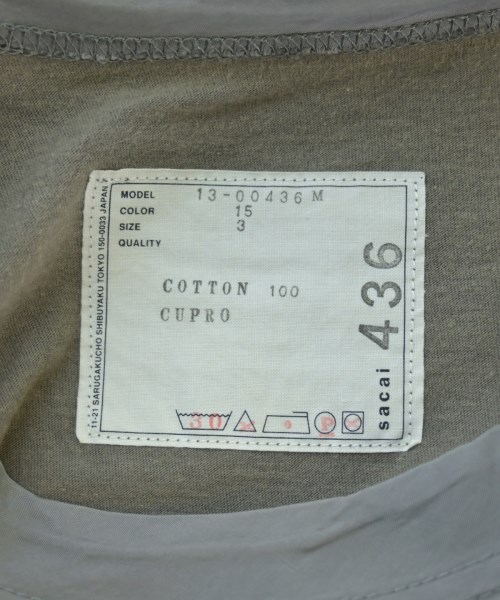 MODEL 13-00436 M
COLOR 15
SIZE 3
QUALITY
COTTON 100
CUPRO
30
P
sacai 436
11-21 SARUGAKUCHO SHIBUYAKU TOKYO 150-0033 JAPAN